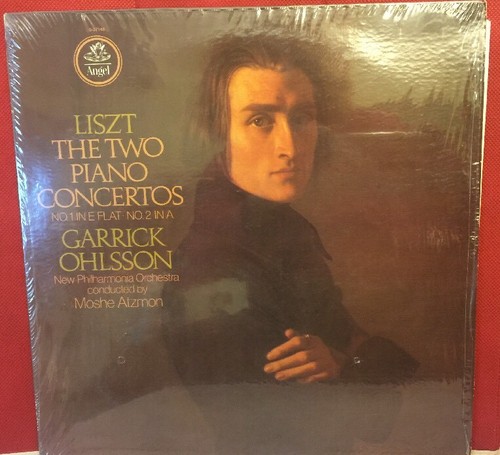 Angel
LISZT
THE TWO
PIANO
CONCERTOS
NO. 1 IN E FLAT · NO. 2 IN A
GARRICK
OHLSSON
New Philharmonia Orchestra
conducted by
Moshe Atzmon